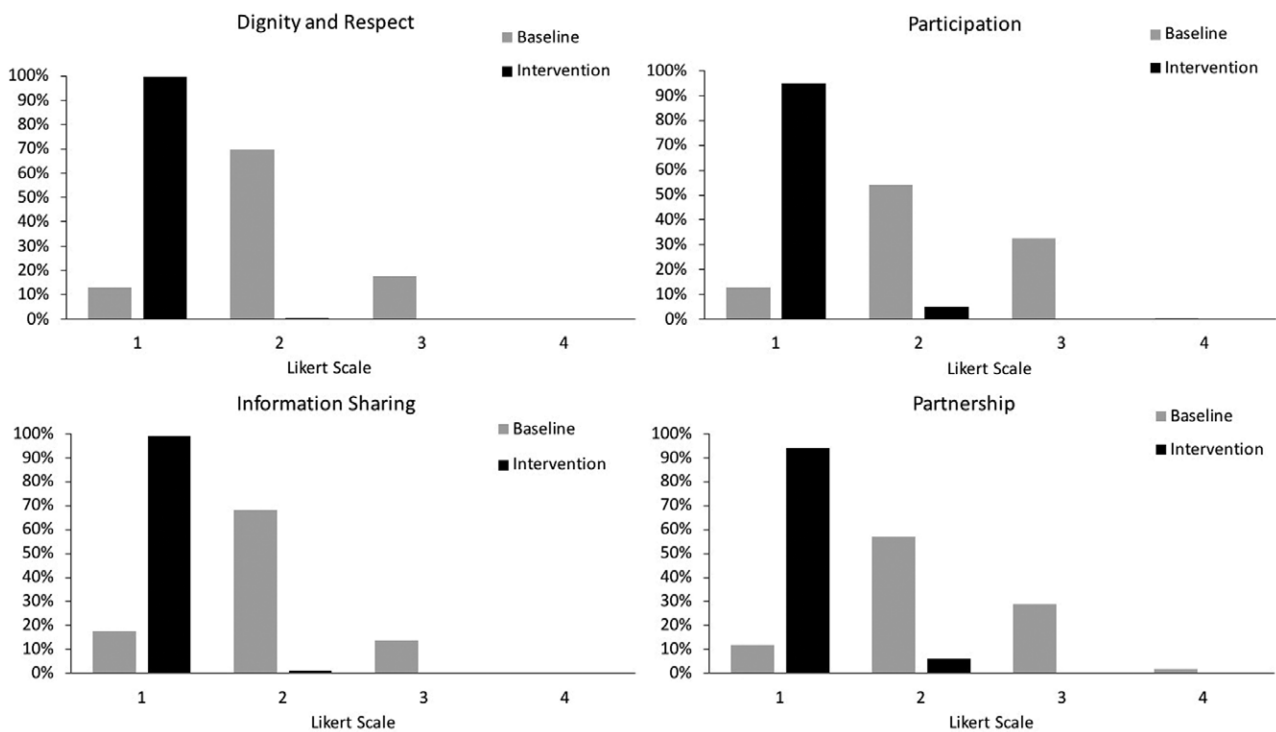 Dignity and Respect
Baseline
Intervention
100%
90%
80%
70%
60%
50%
40%
30%
20%
10%
0%
1 2 3 4
Likert Scale
Participation
Baseline
Intervention
100%
90%
80%
70%
60%
50%
40%
30%
20%
10%
0%
1 2 3 4
Likert Scale
Information Sharing
Baseline
Intervention
100%
90%
80%
70%
60%
50%
40%
30%
20%
10%
0%
1 2 3 4
Likert Scale
Partnership
Baseline
Intervention
100%
90%
80%
70%
60%
50%
40%
30%
20%
10%
0%
1 2 3 4
Likert Scale